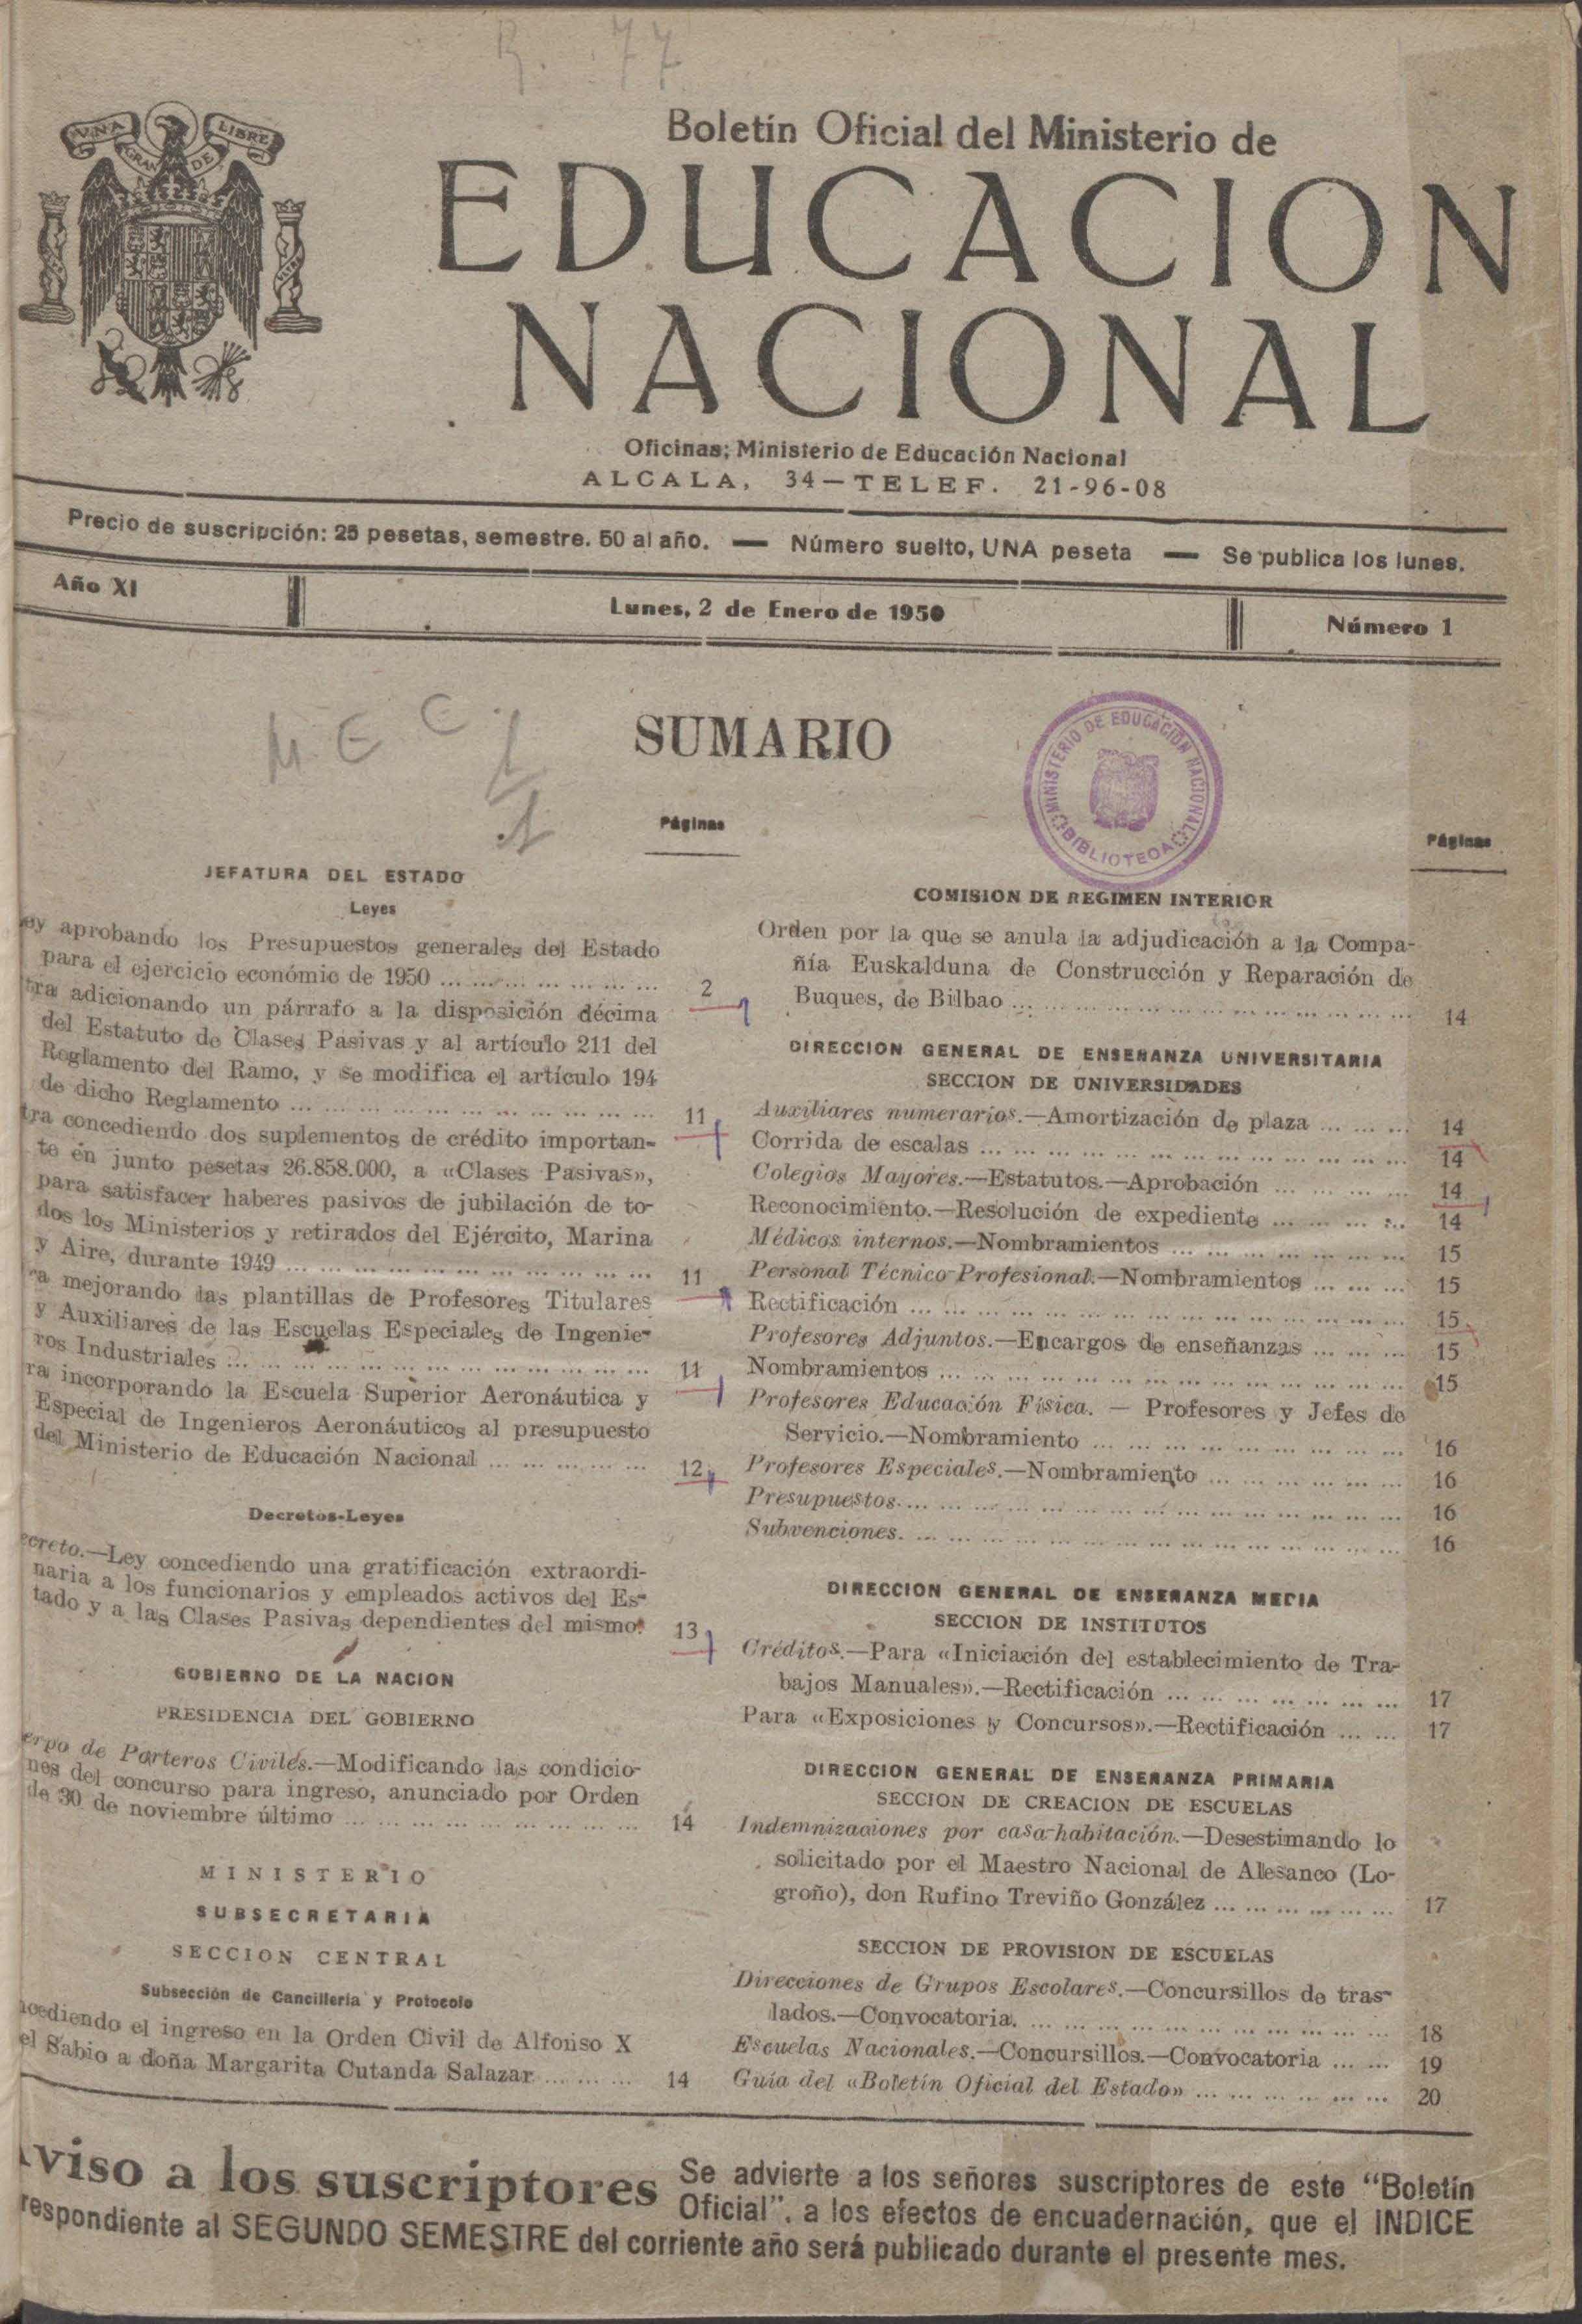 R. 77
UNA
GRANDE
LIBRE
Boletín Oficial del Ministerio de
EDUCACION
NACIONAL
Oficinas; Ministerio de Educación Nacional
ALCALA, 34—TELEF. 21-96-08
Precio de suscripción: 25 pesetas, semestre. 50 al año. — Número suelto, UNA peseta — Se publica los lunes.
Año XI
Lunes, 2 de Enero de 1950
Número 1
MEC
1
1
SUMARIO
MINISTERIO DE EDUCACION NACIONAL
BIBLIOTECA
Páginas
JEFATURA DEL ESTADO
Leyes
ey aprobando los Presupuestos generales del Estado
para el ejercicio económic de 1950 ... ... ... ... ... ... ... 2
tra adicionando un párrafo a la disposición décima
del Estatuto de Clases Pasivas y al artículo 211 del
Reglamento del Ramo, y se modifica el artículo 194
de dicho Reglamento ... ... ... ... ... ... ... ... ... ... ... 11
tra concediendo dos suplementos de crédito importan-
te en junto pesetas 26.858.000, a «Clases Pasivas»,
para satisfacer haberes pasivos de jubilación de to-
dos los Ministerios y retirados del Ejército, Marina
y Aire, durante 1949 ... ... ... ... ... ... ... ... ... ... ... 11
ra mejorando las plantillas de Profesores Titulares
y Auxiliares de las Escuelas Especiales de Ingenie-
ros Industriales ... ... ... ... ... ... ... ... ... ... ... ... ... 11
ra incorporando la Escuela Superior Aeronáutica y
Especial de Ingenieros Aeronáuticos al presupuesto
del Ministerio de Educación Nacional ... ... ... ... ... 12
Decretos-Leyes
ecreto.—Ley concediendo una gratificación extraordi-
naria a los funcionarios y empleados activos del Es-
tado y a las Clases Pasivas dependientes del mismo. 13
GOBIERNO DE LA NACION
PRESIDENCIA DEL GOBIERNO
erpo de Porteros Civiles.—Modificando las condicio-
nes del concurso para ingreso, anunciado por Orden
de 30 de noviembre último ... ... ... ... ... ... ... ... ... 14
MINISTERIO
SUBSECRETARIA
SECCION CENTRAL
Subsección de Cancillería y Protocolo
ncediendo el ingreso en la Orden Civil de Alfonso X
el Sabio a doña Margarita Cutanda Salazar ... ... ... 14
Páginas
COMISION DE REGIMEN INTERIOR
Orden por la que se anula la adjudicación a la Compa-
ñía Euskalduna de Construcción y Reparación de
Buques, de Bilbao ... ... ... ... ... ... ... ... ... ... ... ... 14
DIRECCION GENERAL DE ENSEÑANZA UNIVERSITARIA
SECCION DE UNIVERSIDADES
Auxiliares numerarios.—Amortización de plaza ... ... ... 14
Corrida de escalas ... ... ... ... ... ... ... ... ... ... ... ... ... 14
Colegios Mayores.—Estatutos.—Aprobación ... ... ... ... 14
Reconocimiento.—Resolución de expediente ... ... ... ... 14
Médicos internos.—Nombramientos ... ... ... ... ... ... ... 15
Personal Técnico-Profesional.—Nombramientos ... ... ... 15
Rectificación ... ... ... ... ... ... ... ... ... ... ... ... ... ... ... 15
Profesores Adjuntos.—Encargos de enseñanzas ... ... ... 15
Nombramientos ... ... ... ... ... ... ... ... ... ... ... ... ... ... 15
Profesores Educación Física. — Profesores y Jefes de
Servicio.—Nombramiento ... ... ... ... ... ... ... ... ... ... 16
Profesores Especiales.—Nombramiento ... ... ... ... ... ... 16
Presupuestos. ... ... ... ... ... ... ... ... ... ... ... ... ... ... ... 16
Subvenciones. ... ... ... ... ... ... ... ... ... ... ... ... ... ... ... 16
DIRECCION GENERAL DE ENSEÑANZA MEDIA
SECCION DE INSTITUTOS
Créditos.—Para «Iniciación del establecimiento de Tra-
bajos Manuales».—Rectificación ... ... ... ... ... ... ... 17
Para «Exposiciones y Concursos».—Rectificación ... ... 17
DIRECCION GENERAL DE ENSEÑANZA PRIMARIA
SECCION DE CREACION DE ESCUELAS
Indemnizaciones por casa-habitación.—Desestimando lo
solicitado por el Maestro Nacional de Alesanco (Lo-
groño), don Rufino Treviño González ... ... ... ... ... ... 17
SECCION DE PROVISION DE ESCUELAS
Direcciones de Grupos Escolares.—Concursillos de tras-
lados.—Convocatoria. ... ... ... ... ... ... ... ... ... ... ... 18
Escuelas Nacionales.—Concursillos.—Convocatoria ... ... 19
Guía del «Boletín Oficial del Estado» ... ... ... ... ... ... 20
viso a los suscriptores Se advierte a los señores suscriptores de este "Boletín
Oficial", a los efectos de encuadernación, que el INDICE
respondiente al SEGUNDO SEMESTRE del corriente año será publicado durante el presente mes.